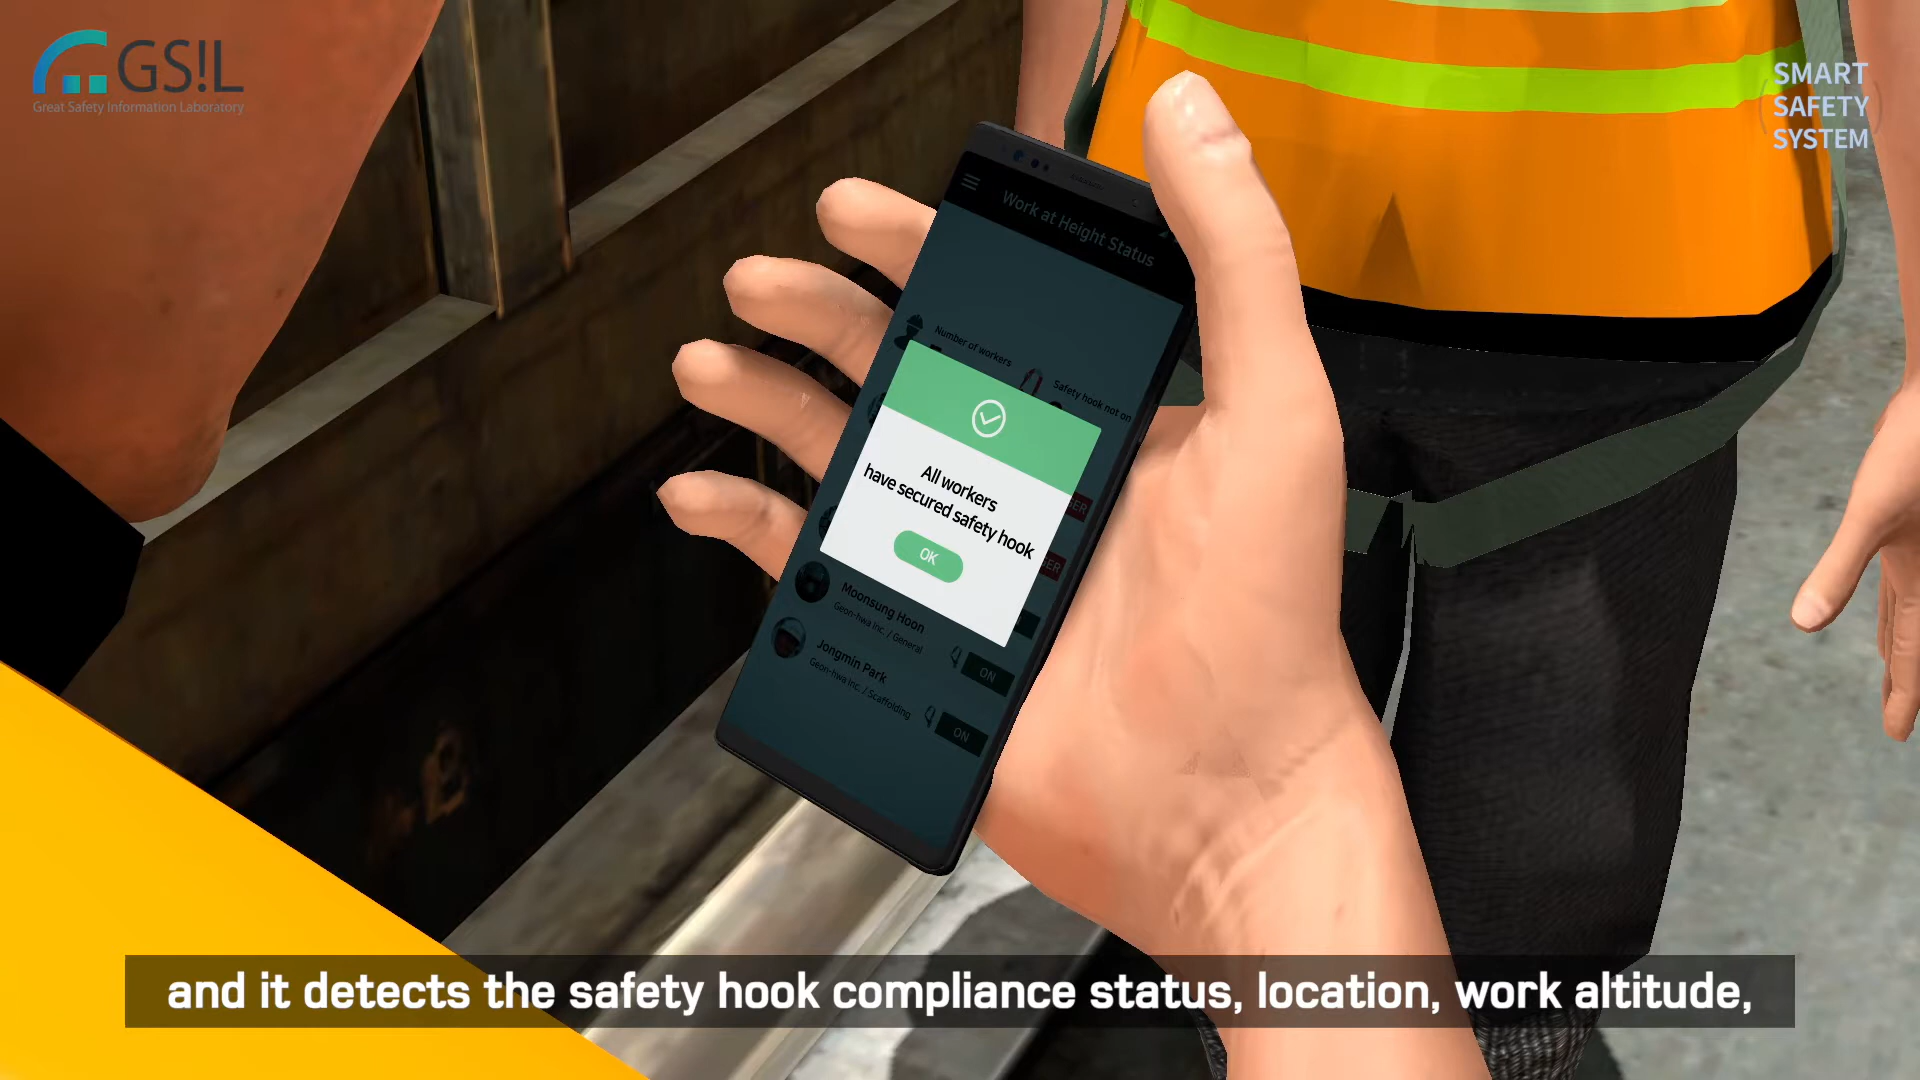 GS!L
Great Safety Information Laboratory
SMART
SAFETY
SYSTEM
Work at Height Status
Number of workers
Safety hook not on
All workers
have secured safety hook
OK
Moonsung Hoon
Geon-hwa Inc. / General
ON
Jongmin Park
Geon-hwa Inc. / Scaffolding
ON
and it detects the safety hook compliance status, location, work altitude,